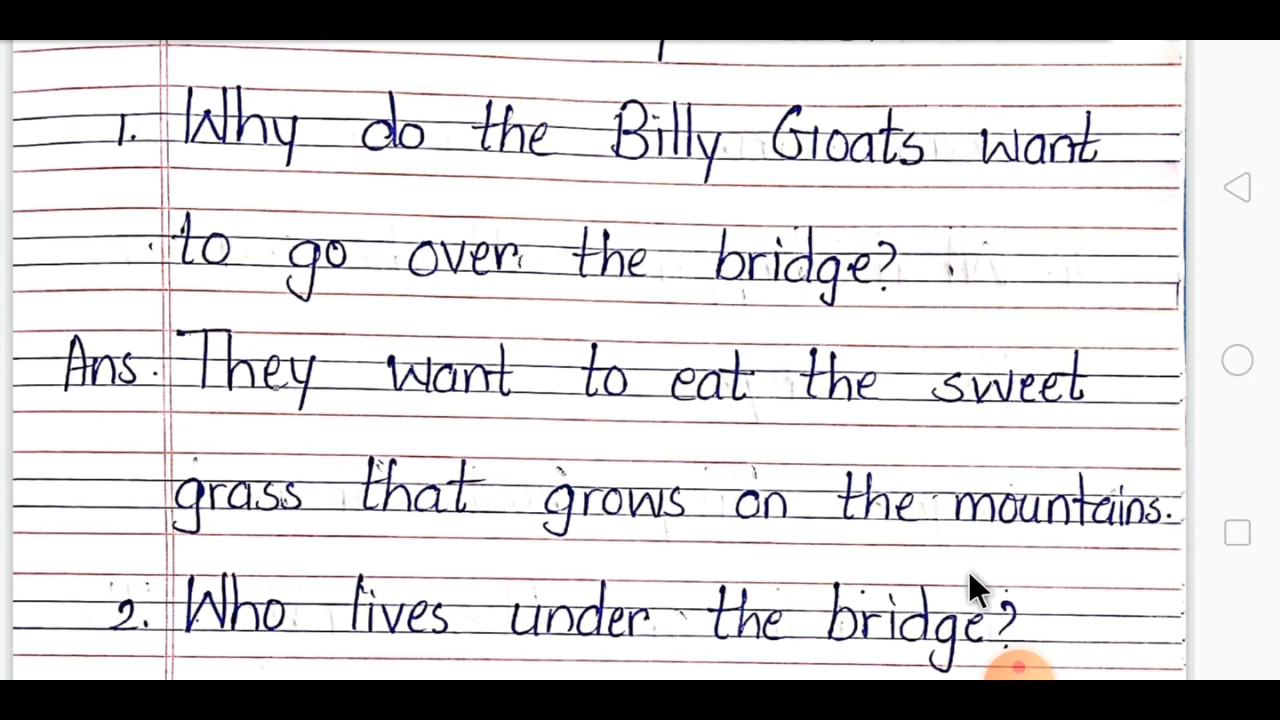 1. Why do the Billy Goats want
to go over the bridge?
Ans. They want to eat the sweet
grass that grows on the mountains.
2. Who lives under the bridge?